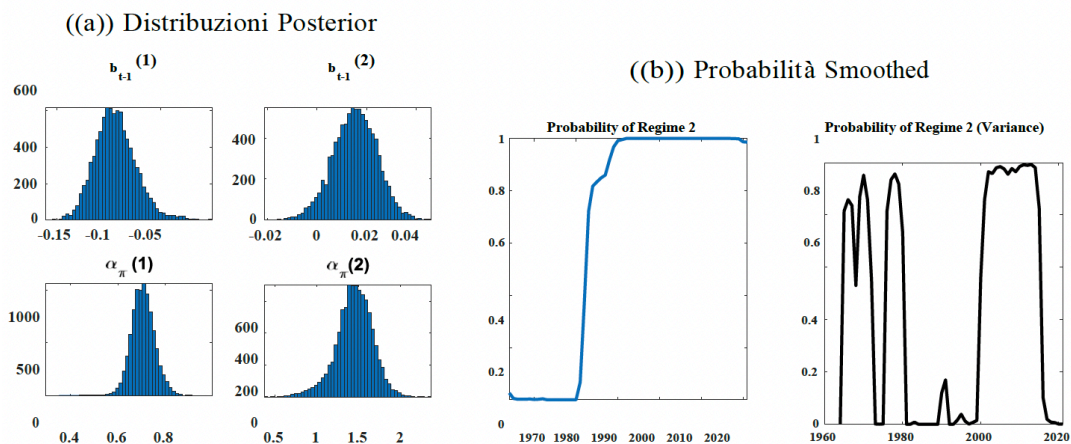 ((a)) Distribuzioni Posterior
b t-1 (1)
b t-1 (2)
600
400
200
0
-0.15 -0.1 -0.05
400
200
0
-0.02 0 0.02 0.04
α π (1)
α π (2)
1000
500
0
0.4 0.6 0.8
600
400
200
0
0.5 1 1.5 2
((b)) Probabilità Smoothed
Probability of Regime 2
1
0.8
0.6
0.4
0.2
0
1970 1980 1990 2000 2010 2020
Probability of Regime 2 (Variance)
1
0.8
0.6
0.4
0.2
0
1960 1980 2000 2020